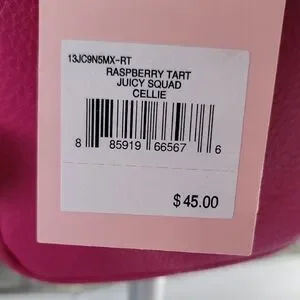 13JC9N5MX-RT
RASPBERRY TART
JUICY SQUAD
CELLIE
8 85919 66567 6
$45.00